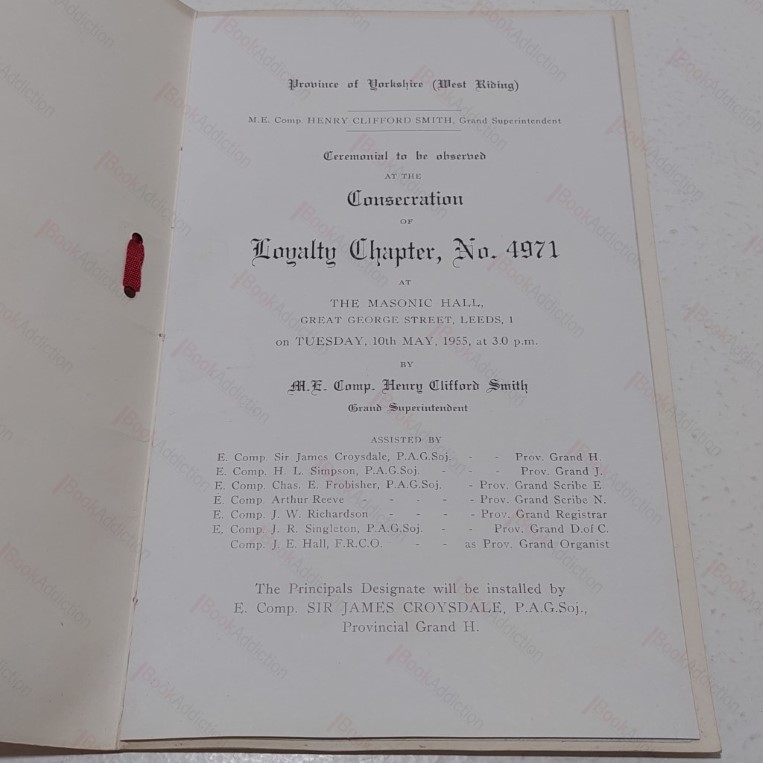 Province of Yorkshire (West Riding)
M.E. Comp. HENRY CLIFFORD SMITH, Grand Superintendent
Ceremonial to be observed
AT THE
Consecration
OF
Loyalty Chapter, No. 4971
AT
THE MASONIC HALL,
GREAT GEORGE STREET, LEEDS, 1
on TUESDAY, 10th MAY, 1955, at 3.0 p.m.
BY
M.E. Comp. Henry Clifford Smith
Grand Superintendent
ASSISTED BY
E. Comp. Sir James Croysdale, P.A.G.Soj. - - Prov. Grand H.
E. Comp. H. L. Simpson, P.A.G.Soj. - - - Prov. Grand J.
E. Comp. Chas. E. Frobisher, P.A.G.Soj. - Prov. Grand Scribe E
E. Comp. Arthur Reeve - - - - - Prov. Grand Scribe N.
E. Comp. J. W. Richardson - - - - Prov. Grand Registrar
E. Comp. J. R. Singleton, P.A.G.Soj. - - Prov. Grand D.of C.
Comp. J. E. Hall, F.R.C.O. - - as Prov. Grand Organist
The Principals Designate will be installed by
E. Comp. SIR JAMES CROYSDALE, P.A.G.Soj.,
Provincial Grand H.
BookAddiction